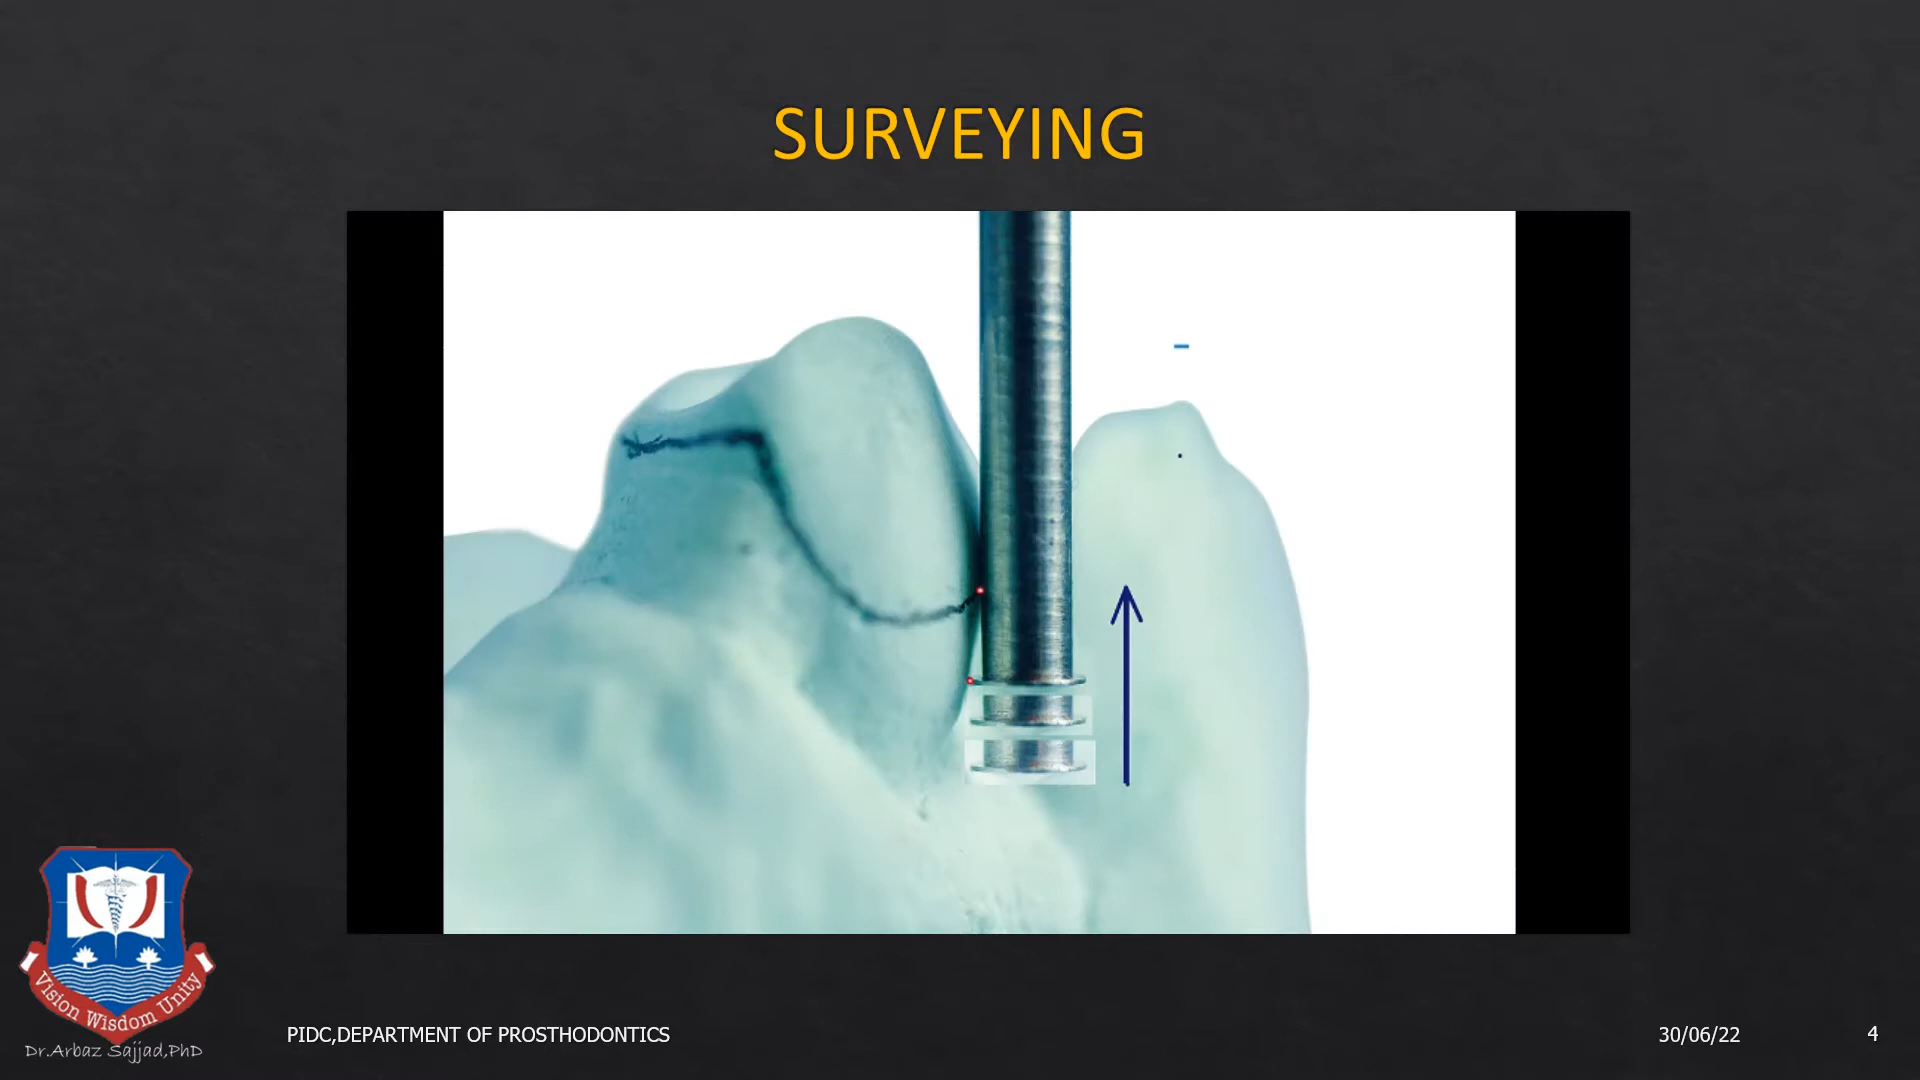 SURVEYING
Vision Wisdom Unity
Dr.Arbaz Sajjad,PhD
PIDC,DEPARTMENT OF PROSTHODONTICS
30/06/22
4